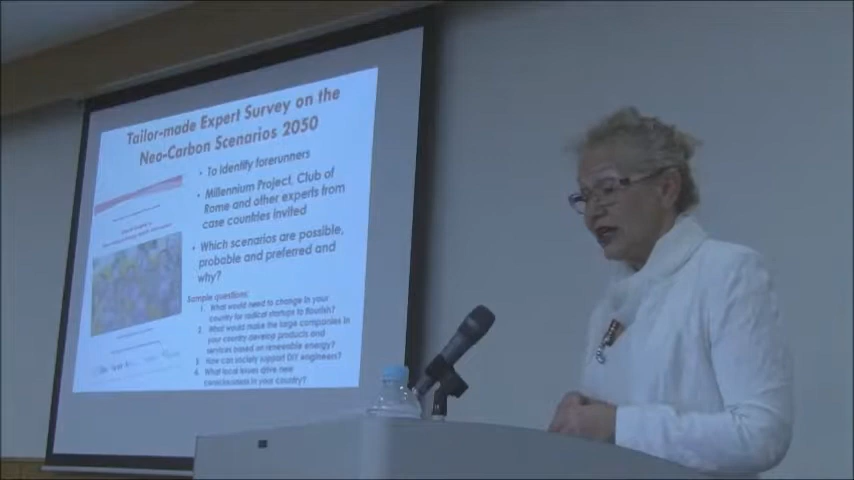 Tailor-made Expert Survey on the
Neo-Carbon Scenarios 2050
• To identify forerunners
• Millennium Project, Club of
Rome and other experts from
case countries invited
• Which scenarios are possible,
probable and preferred and
why?
Sample questions:
1. What would need to change in your
country for radical startups to flourish?
2. What would make the large companies in
your country develop products and
services based on renewable energy?
3. How can society support DIY engineers?
4. What local issues drive new
consciousness in your country?